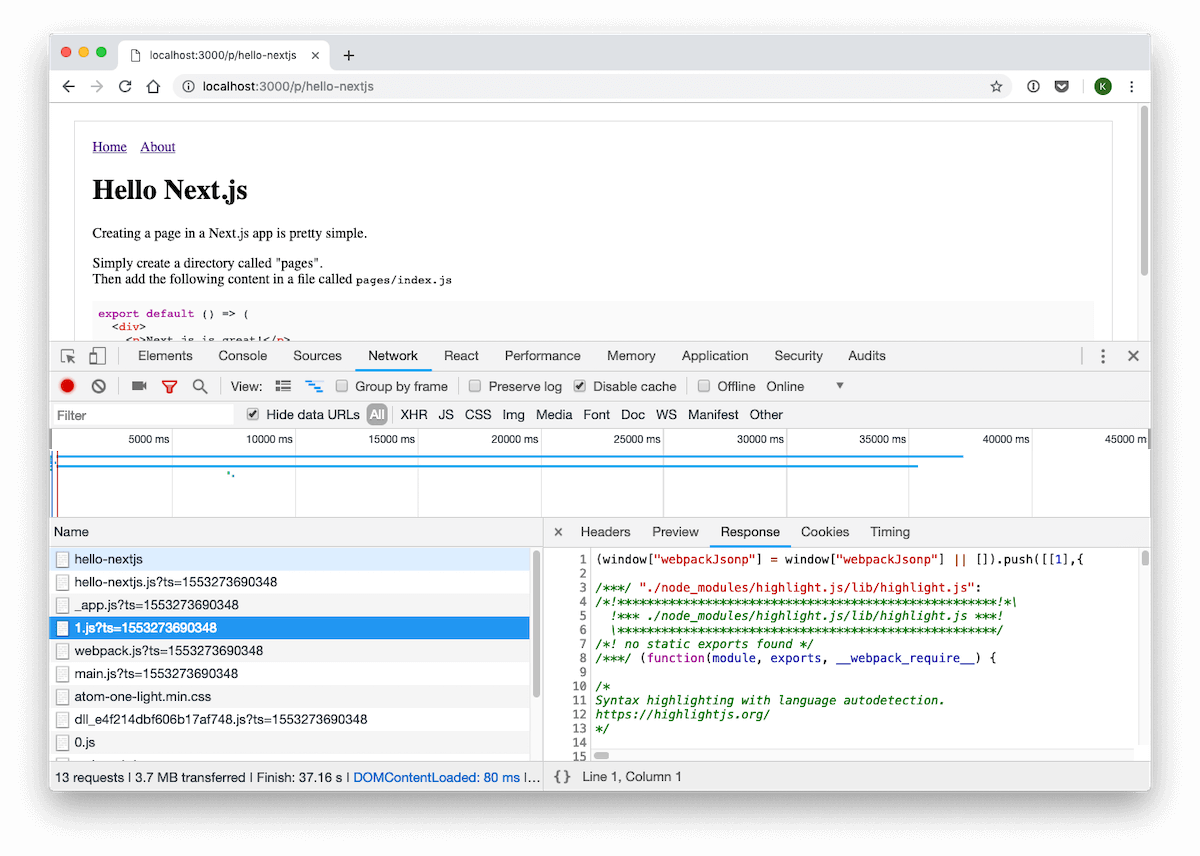 localhost:3000/p/hello-nextjs
localhost:3000/p/hello-nextjs
K
Home About
Hello Next.js
Creating a page in a Next.js app is pretty simple.
Simply create a directory called "pages".
Then add the following content in a file called pages/index.js
export default () => (
<div>
<p>Next.js is great!</p>
Elements Console Sources Network React Performance Memory Application Security Audits
View: Group by frame Preserve log Disable cache Offline Online
Filter Hide data URLs All XHR JS CSS Img Media Font Doc WS Manifest Other
5000 ms 10000 ms 15000 ms 20000 ms 25000 ms 30000 ms 35000 ms 40000 ms 45000 m
Name
hello-nextjs
hello-nextjs.js?ts=1553273690348
_app.js?ts=1553273690348
1.js?ts=1553273690348
webpack.js?ts=1553273690348
main.js?ts=1553273690348
atom-one-light.min.css
dll_e4f214dbf606b17af748.js?ts=1553273690348
0.js
13 requests | 3.7 MB transferred | Finish: 37.16 s | DOMContentLoaded: 80 ms |...
Headers Preview Response Cookies Timing
1 (window["webpackJsonp"] = window["webpackJsonp"] || []).push([[1],{
2
3 /***/ "./node_modules/highlight.js/lib/highlight.js":
4 /*!****************************************************!*\
5 !*** ./node_modules/highlight.js/lib/highlight.js ***!
6 \****************************************************/
7 /*! no static exports found */
8 /***/ (function(module, exports, __webpack_require__) {
9
10 /*
11 Syntax highlighting with language autodetection.
12 https://highlightjs.org/
13 */
14
15
{} Line 1, Column 1